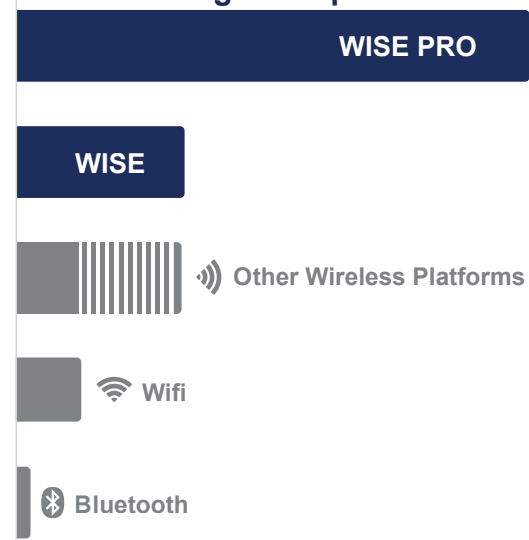 WISE PRO
WISE
Other Wireless Platforms
Wifi
Bluetooth